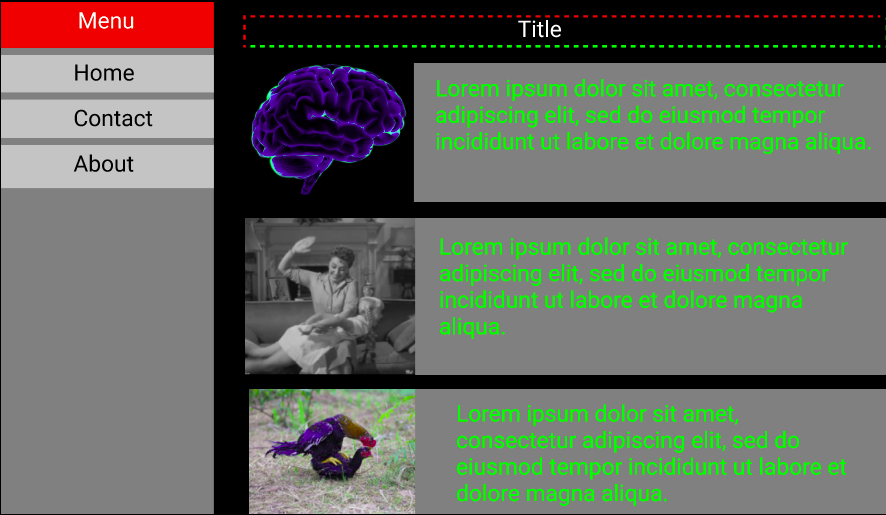 Menu
Home
Contact
About
Title
Lorem ipsum dolor sit amet, consectetur
adipiscing elit, sed do eiusmod tempor
incididunt ut labore et dolore magna aliqua.
Lorem ipsum dolor sit amet, consectetur
adipiscing elit, sed do eiusmod tempor
incididunt ut labore et dolore magna
aliqua.
Lorem ipsum dolor sit amet,
consectetur adipiscing elit, sed do
eiusmod tempor incididunt ut labore et
dolore magna aliqua.